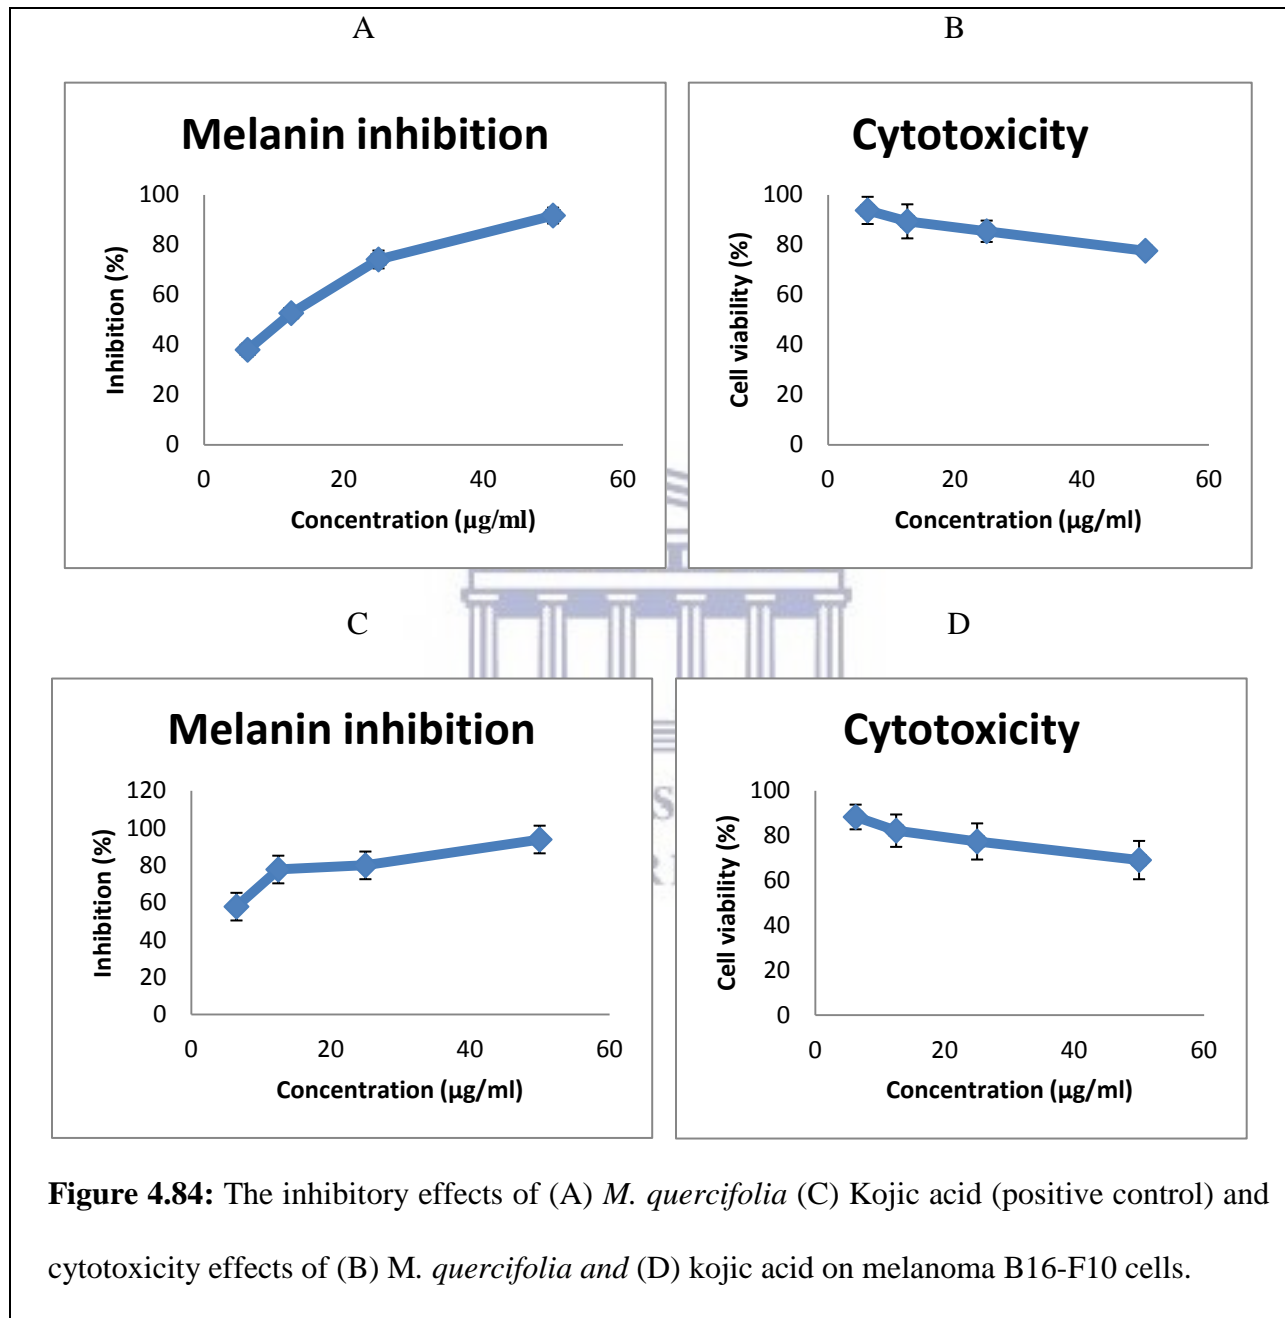 A
B
Melanin inhibition
100
80
60
40
20
0
0 20 40 60
Inhibition (%)
Concentration (µg/ml)
Cytotoxicity
100
80
60
40
20
0
0 20 40 60
Cell viability (%)
Concentration (µg/ml)
C
D
Melanin inhibition
120
100
80
60
40
20
0
0 20 40 60
Inhibition (%)
Concentration (µg/ml)
Cytotoxicity
100
80
60
40
20
0
0 20 40 60
Cell viability (%)
Concentration (µg/ml)
Figure 4.84: The inhibitory effects of (A) M. quercifolia (C) Kojic acid (positive control) and
cytotoxicity effects of (B) M. quercifolia and (D) kojic acid on melanoma B16-F10 cells.